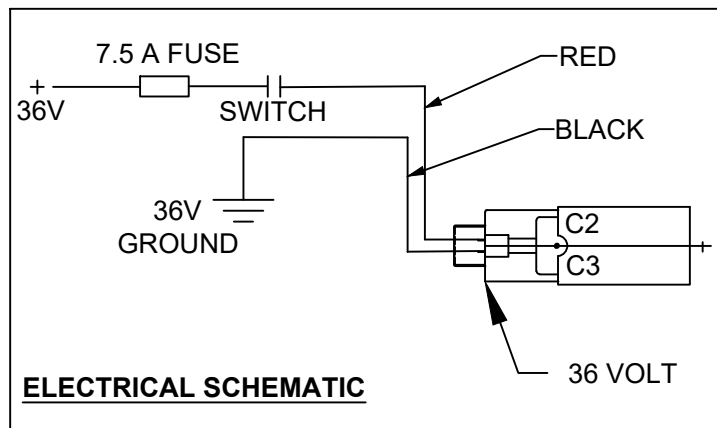 7.5 A FUSE
+
36V
SWITCH
RED
BLACK
36V
GROUND
C2
C3
+
36 VOLT
ELECTRICAL SCHEMATIC